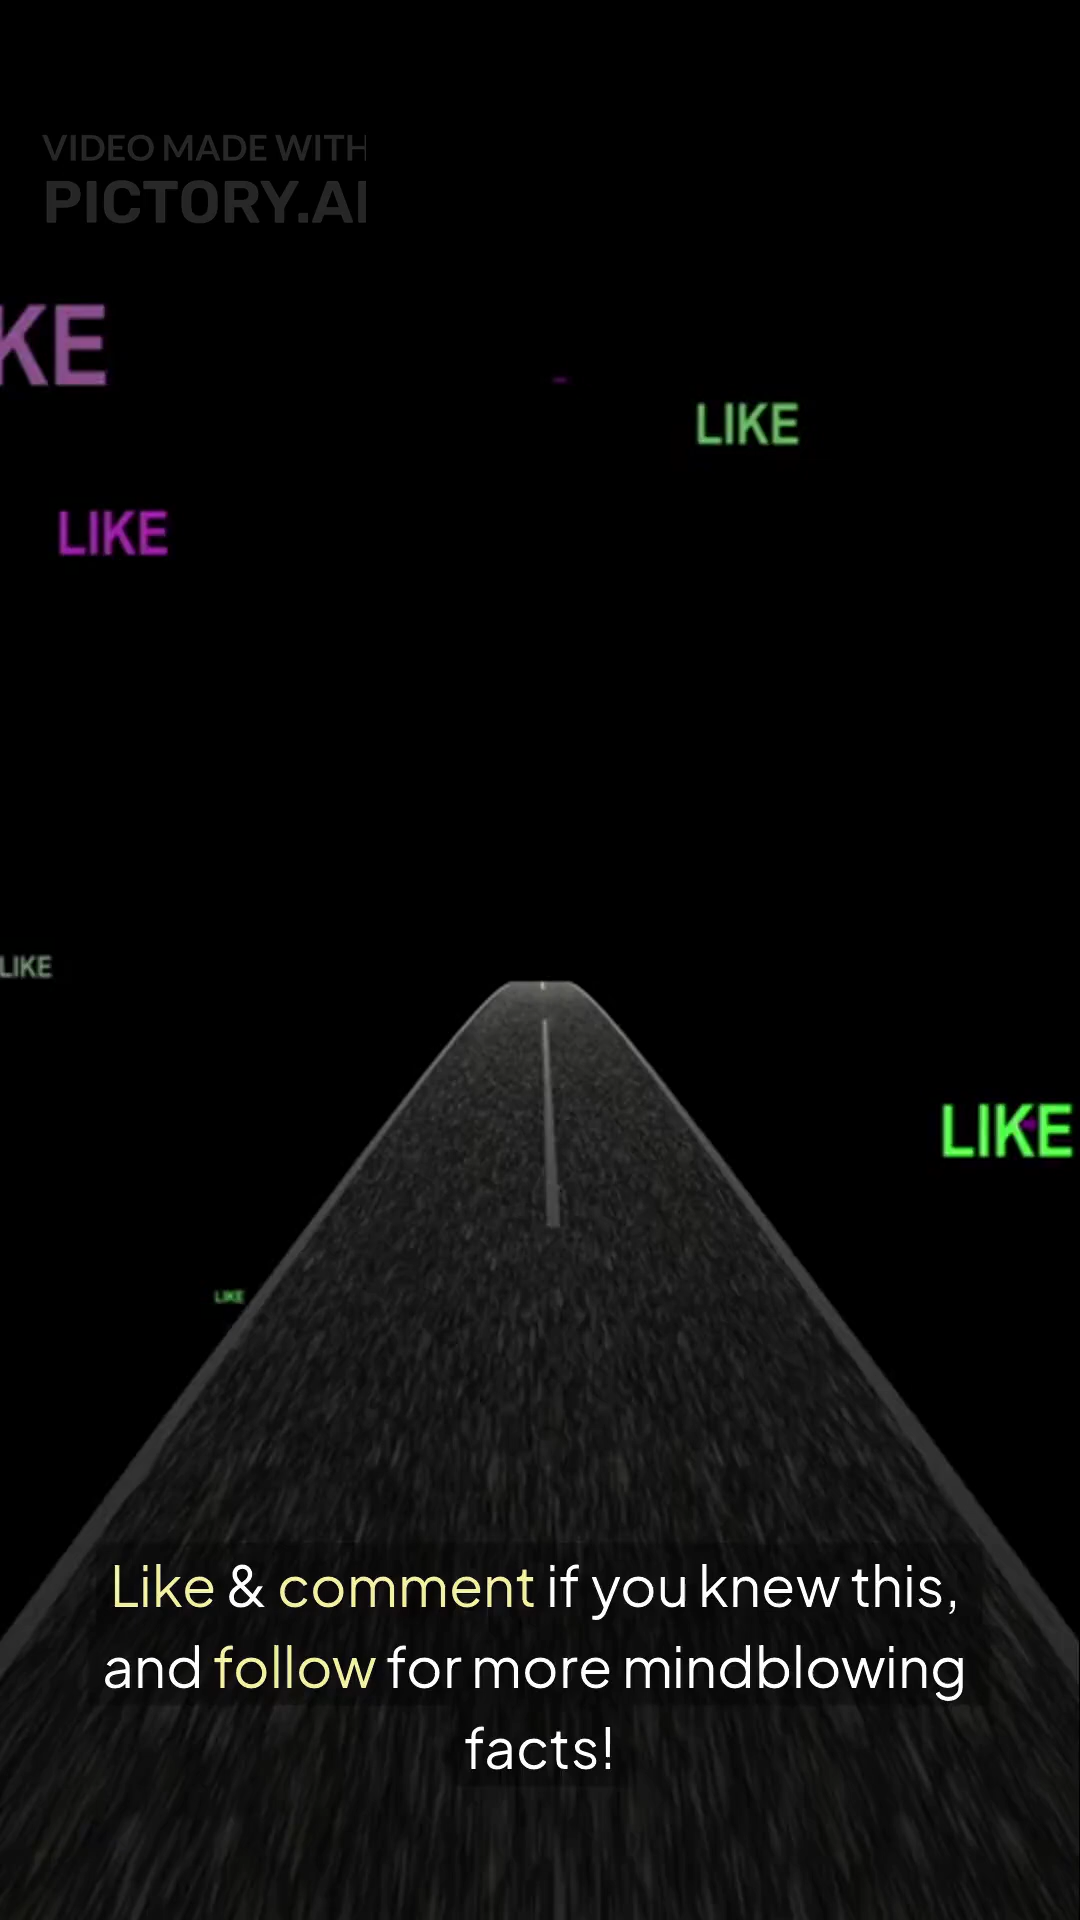 VIDEO MADE WITH
PICTORY.AI
KE
LIKE
LIKE
LIKE
LIKE
LIKE
Like & comment if you knew this,
and follow for more mindblowing
facts!